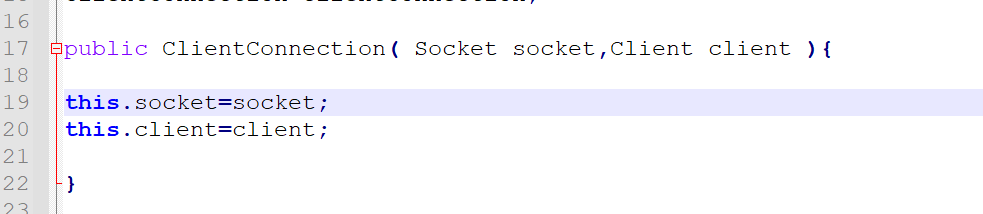 16
17 public ClientConnection( Socket socket,Client client ){
18
19 this.socket=socket;
20 this.client=client;
21
22 }
23